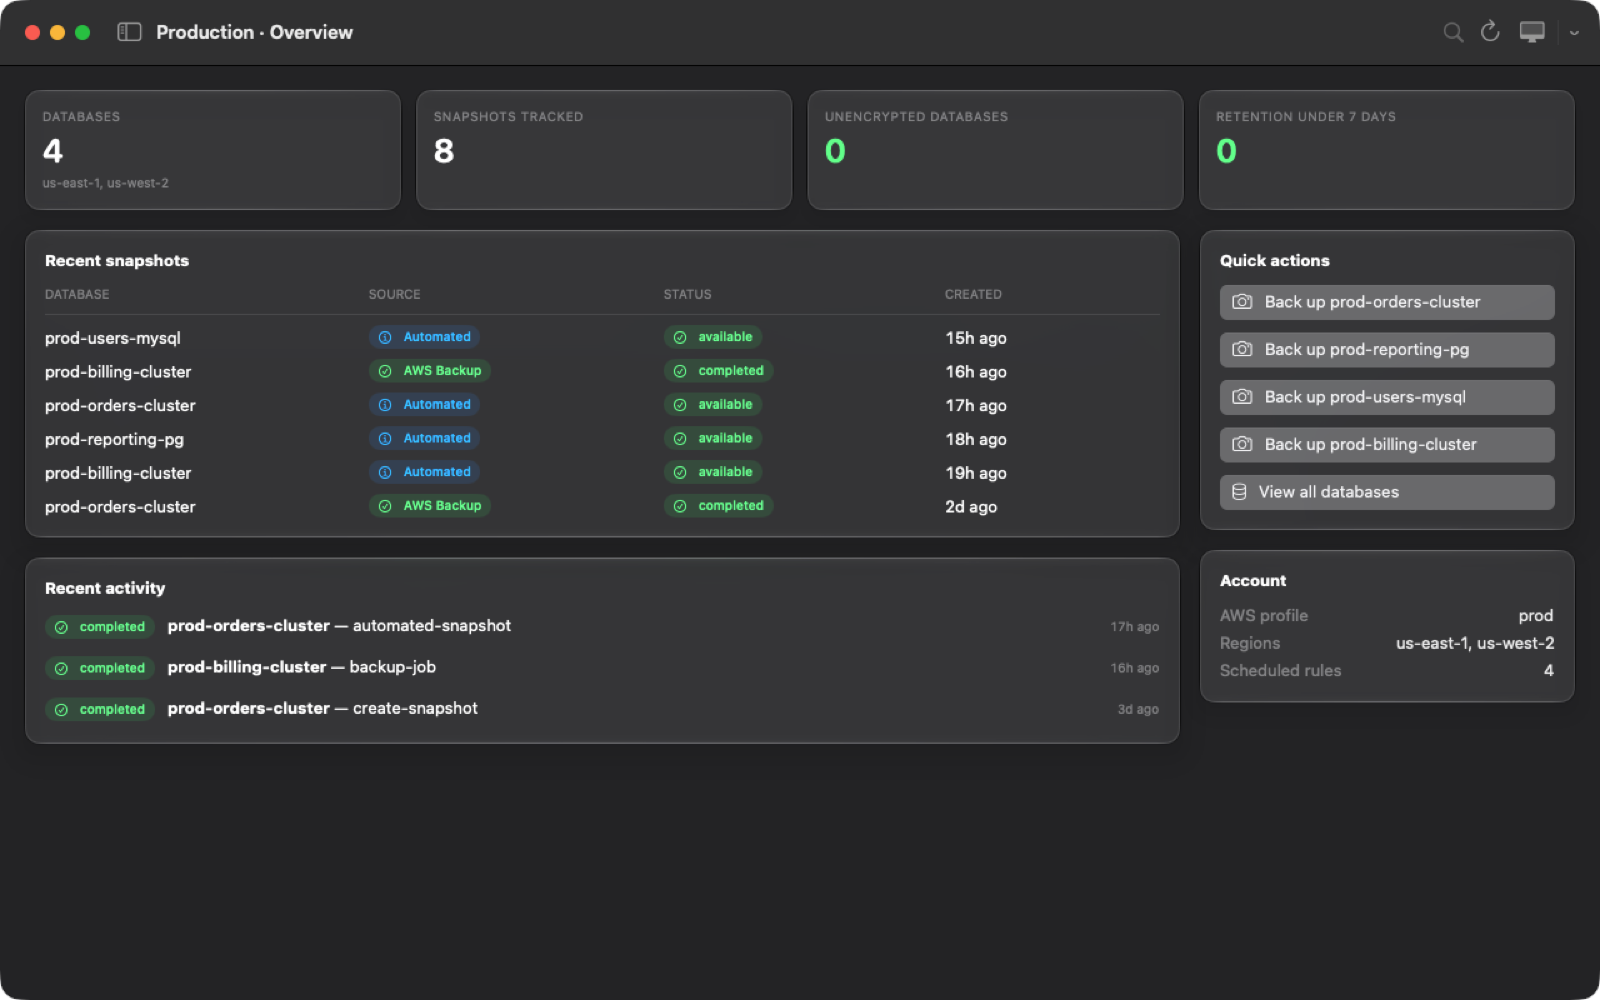 Production · Overview
DATABASES
4
us-east-1, us-west-2
SNAPSHOTS TRACKED
8
UNENCRYPTED DATABASES
0
RETENTION UNDER 7 DAYS
0
Recent snapshots
DATABASE SOURCE STATUS CREATED
prod-users-mysql Automated available 15h ago
prod-billing-cluster AWS Backup completed 16h ago
prod-orders-cluster Automated available 17h ago
prod-reporting-pg Automated available 18h ago
prod-billing-cluster Automated available 19h ago
prod-orders-cluster AWS Backup completed 2d ago
Quick actions
Back up prod-orders-cluster
Back up prod-reporting-pg
Back up prod-users-mysql
Back up prod-billing-cluster
View all databases
Recent activity
completed prod-orders-cluster — automated-snapshot 17h ago
completed prod-billing-cluster — backup-job 16h ago
completed prod-orders-cluster — create-snapshot 3d ago
Account
AWS profile prod
Regions us-east-1, us-west-2
Scheduled rules 4